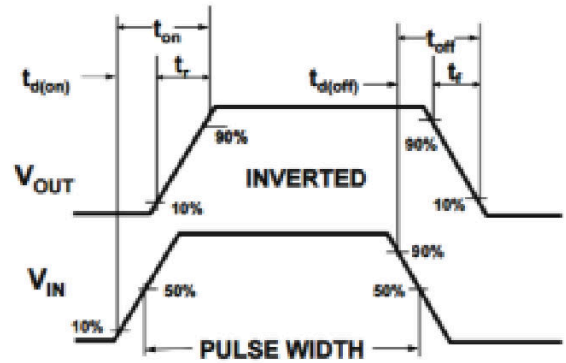 t_on t_off
t_r t_f
t_d(on) t_d(off)
90% 90%
V_OUT INVERTED
10% 10%
90%
V_IN 50% 50%
10%
PULSE WIDTH